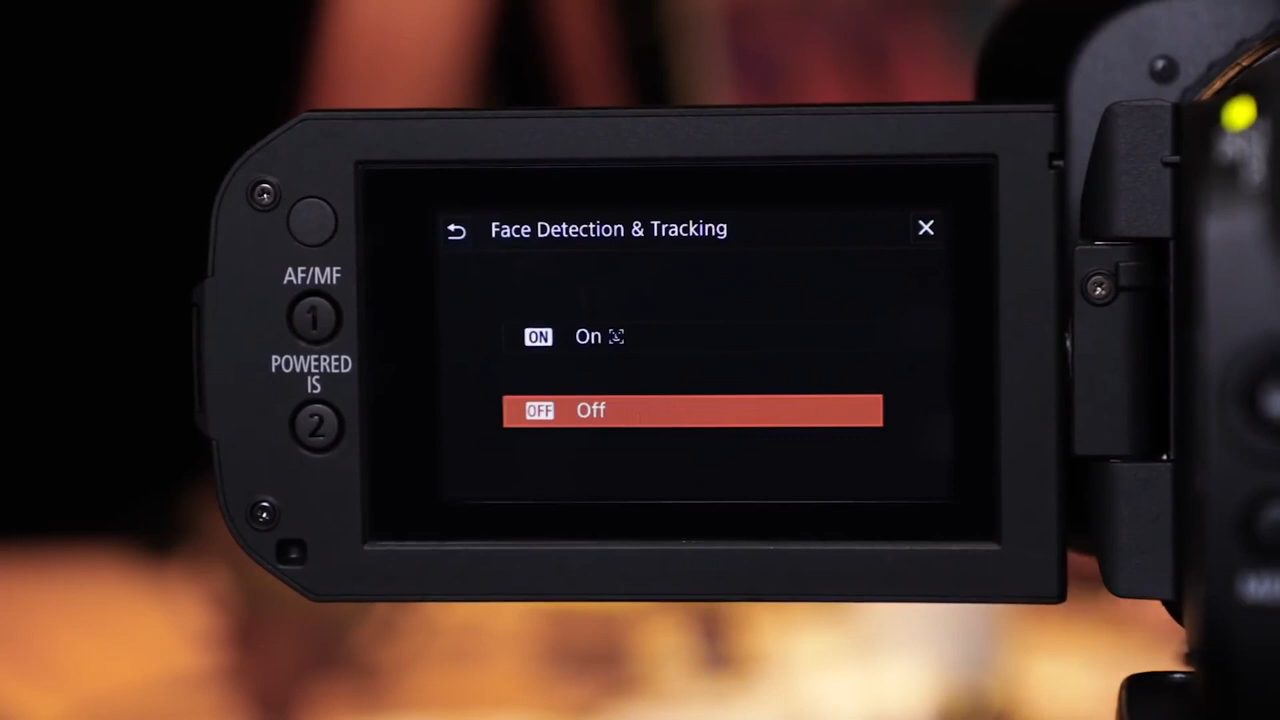 Face Detection & Tracking
AF/MF
1
ON On
POWERED
IS
OFF Off
2